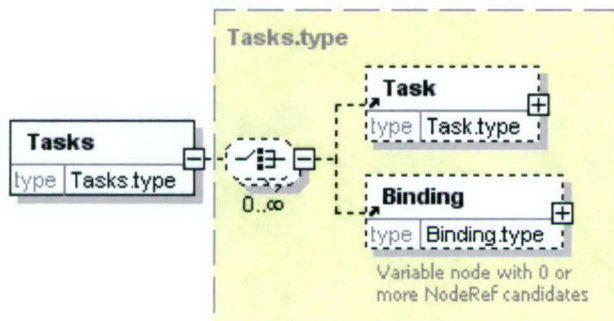 Tasks.type
Task
type Task.type
Tasks
type Tasks.type
0..∞
Binding
type Binding.type
Variable node with 0 or
more NodeRef candidates